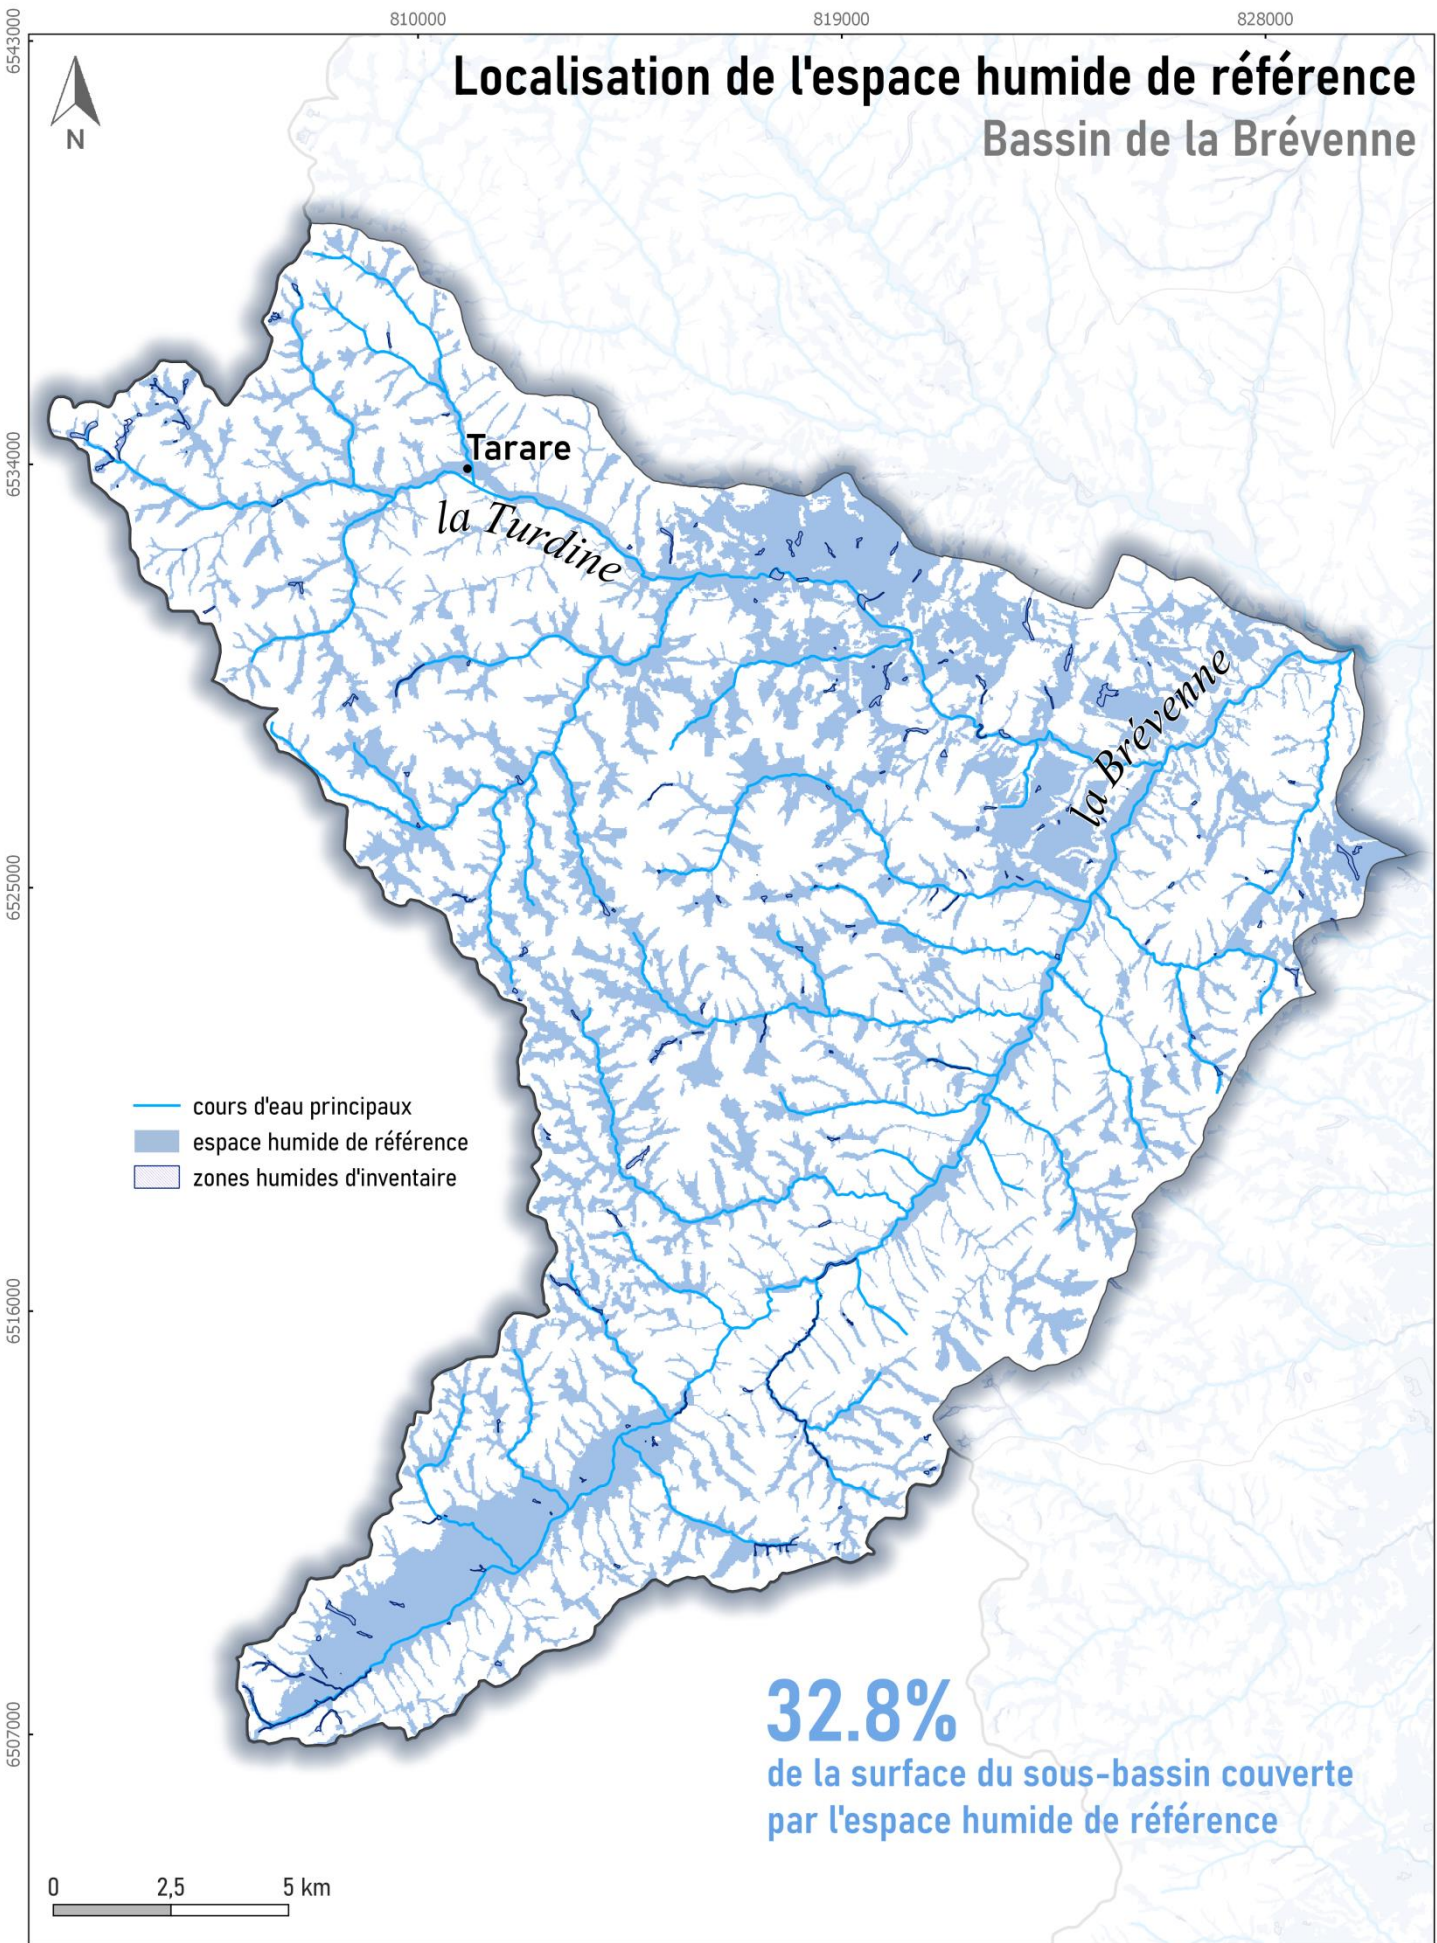 810000
819000
828000
6543000
Localisation de l'espace humide de référence
Bassin de la Brévenne
N
6534000
Tarare
la Turdine
la Brévenne
6525000
cours d'eau principaux
espace humide de référence
zones humides d'inventaire
6516000
6507000
32.8%
de la surface du sous-bassin couverte
par l'espace humide de référence
0 2,5 5 km